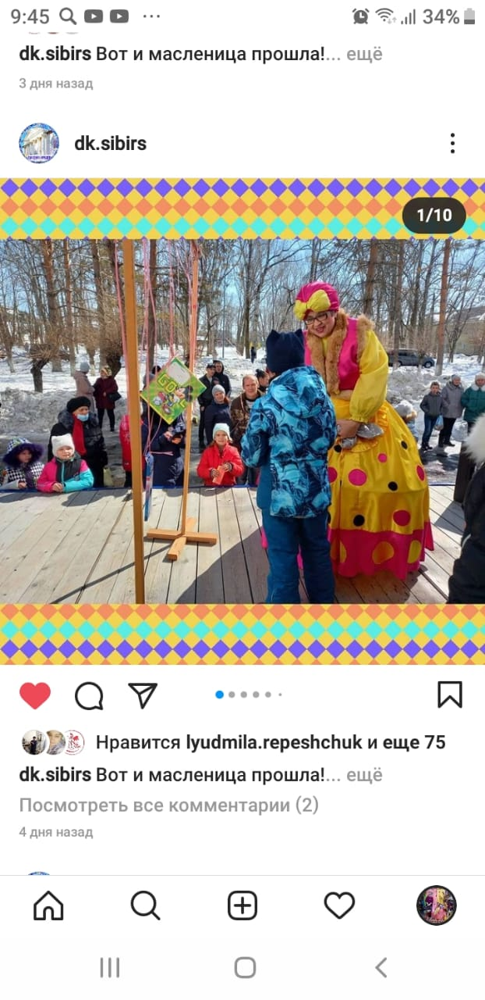 9:45
34%
dk.sibirs Вот и масленица прошла!... ещё
3 дня назад
dk.sibirs
1/10
Нравится lyudmila.repeshchuk и еще 75
dk.sibirs Вот и масленица прошла!... ещё
Посмотреть все комментарии (2)
4 дня назад